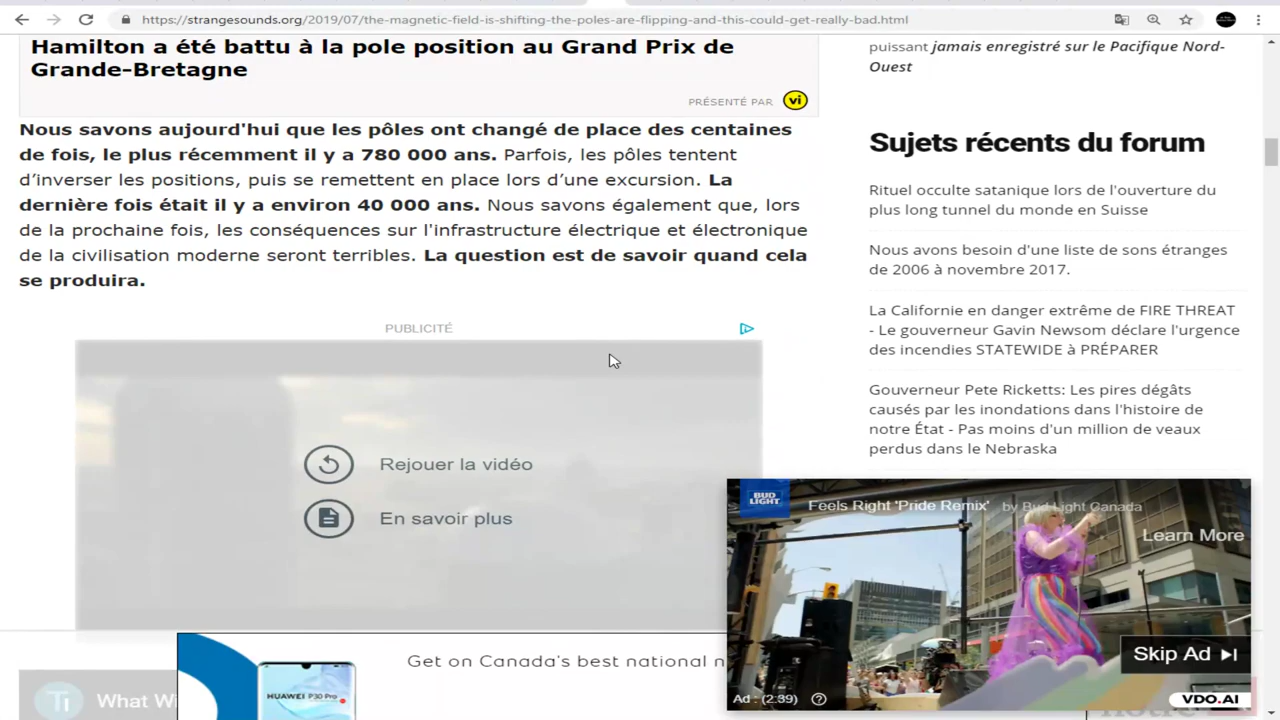 https://strangesounds.org/2019/07/the-magnetic-field-is-shifting-the-poles-are-flipping-and-this-could-get-really-bad.html
Hamilton a été battu à la pole position au Grand Prix de
Grande-Bretagne
PRÉSENTÉ PAR vi
Nous savons aujourd'hui que les pôles ont changé de place des centaines
de fois, le plus récemment il y a 780 000 ans. Parfois, les pôles tentent
d’inverser les positions, puis se remettent en place lors d’une excursion. La
dernière fois était il y a environ 40 000 ans. Nous savons également que, lors
de la prochaine fois, les conséquences sur l'infrastructure électrique et électronique
de la civilisation moderne seront terribles. La question est de savoir quand cela
se produira.
PUBLICITÉ
Rejouer la vidéo
En savoir plus
What Wi
Get on Canada's best national n
HUAWEI P30 Pro
puissant jamais enregistré sur le Pacifique Nord-
Ouest
Sujets récents du forum
Rituel occulte satanique lors de l'ouverture du
plus long tunnel du monde en Suisse
Nous avons besoin d'une liste de sons étranges
de 2006 à novembre 2017.
La Californie en danger extrême de FIRE THREAT
- Le gouverneur Gavin Newsom déclare l'urgence
des incendies STATEWIDE à PRÉPARER
Gouverneur Pete Ricketts: Les pires dégâts
causés par les inondations dans l'histoire de
notre État - Pas moins d'un million de veaux
perdus dans le Nebraska
BUD LIGHT
Feels Right 'Pride Remix' by Bud Light Canada
Learn More
Skip Ad
Ad : (2:39)
VDO.AI